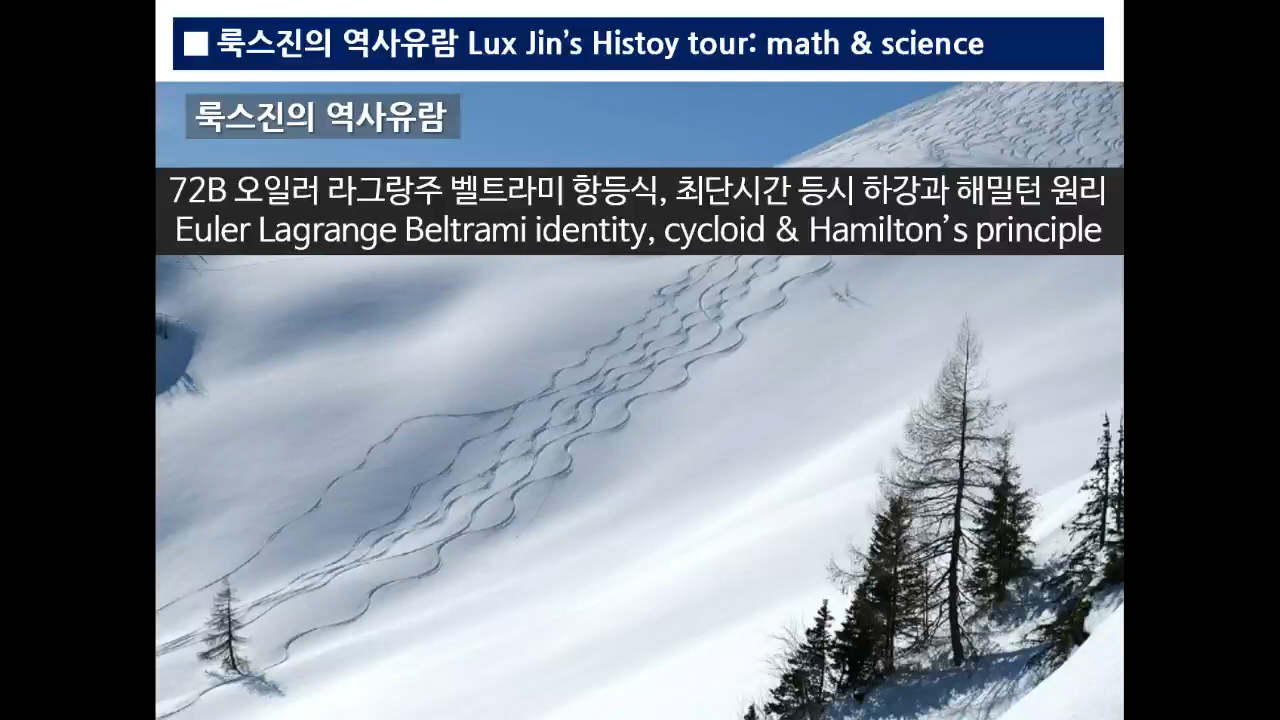 ■ 룩스진의 역사유람 Lux Jin's Histoy tour: math & science
룩스진의 역사유람
72B 오일러 라그랑주 벨트라미 항등식, 최단시간 등시 하강과 해밀턴 원리
Euler Lagrange Beltrami identity, cycloid & Hamilton's principle